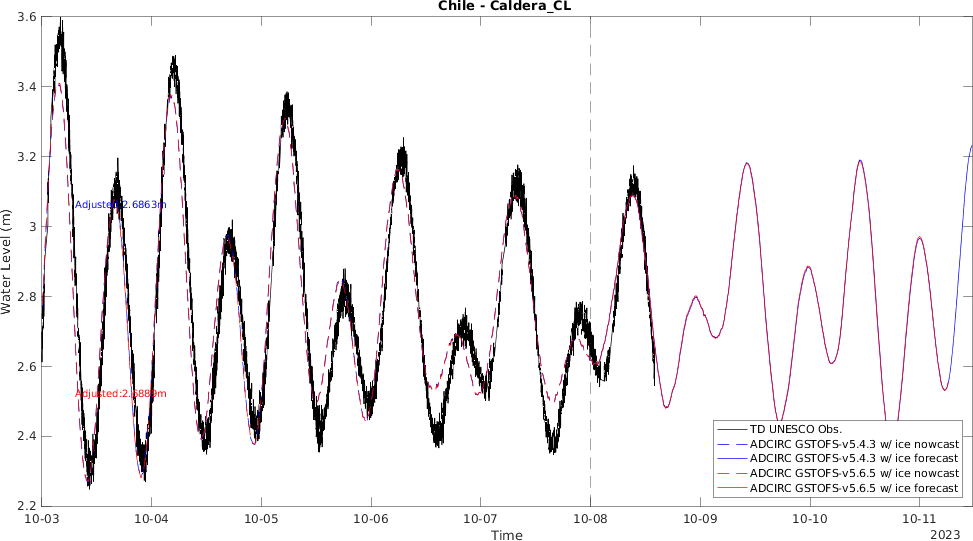 Chile - Caldera_CL
Water Level (m)
3.6
3.4
3.2
3
2.8
2.6
2.4
2.2
Adjusted:2.6863m
Adjusted:2.6889m
TD UNESCO Obs.
ADCIRC GSTOFS-v5.4.3 w/ ice nowcast
ADCIRC GSTOFS-v5.4.3 w/ ice forecast
ADCIRC GSTOFS-v5.6.5 w/ ice nowcast
ADCIRC GSTOFS-v5.6.5 w/ ice forecast
10-03 10-04 10-05 10-06 10-07 10-08 10-09 10-10 10-11
Time
2023